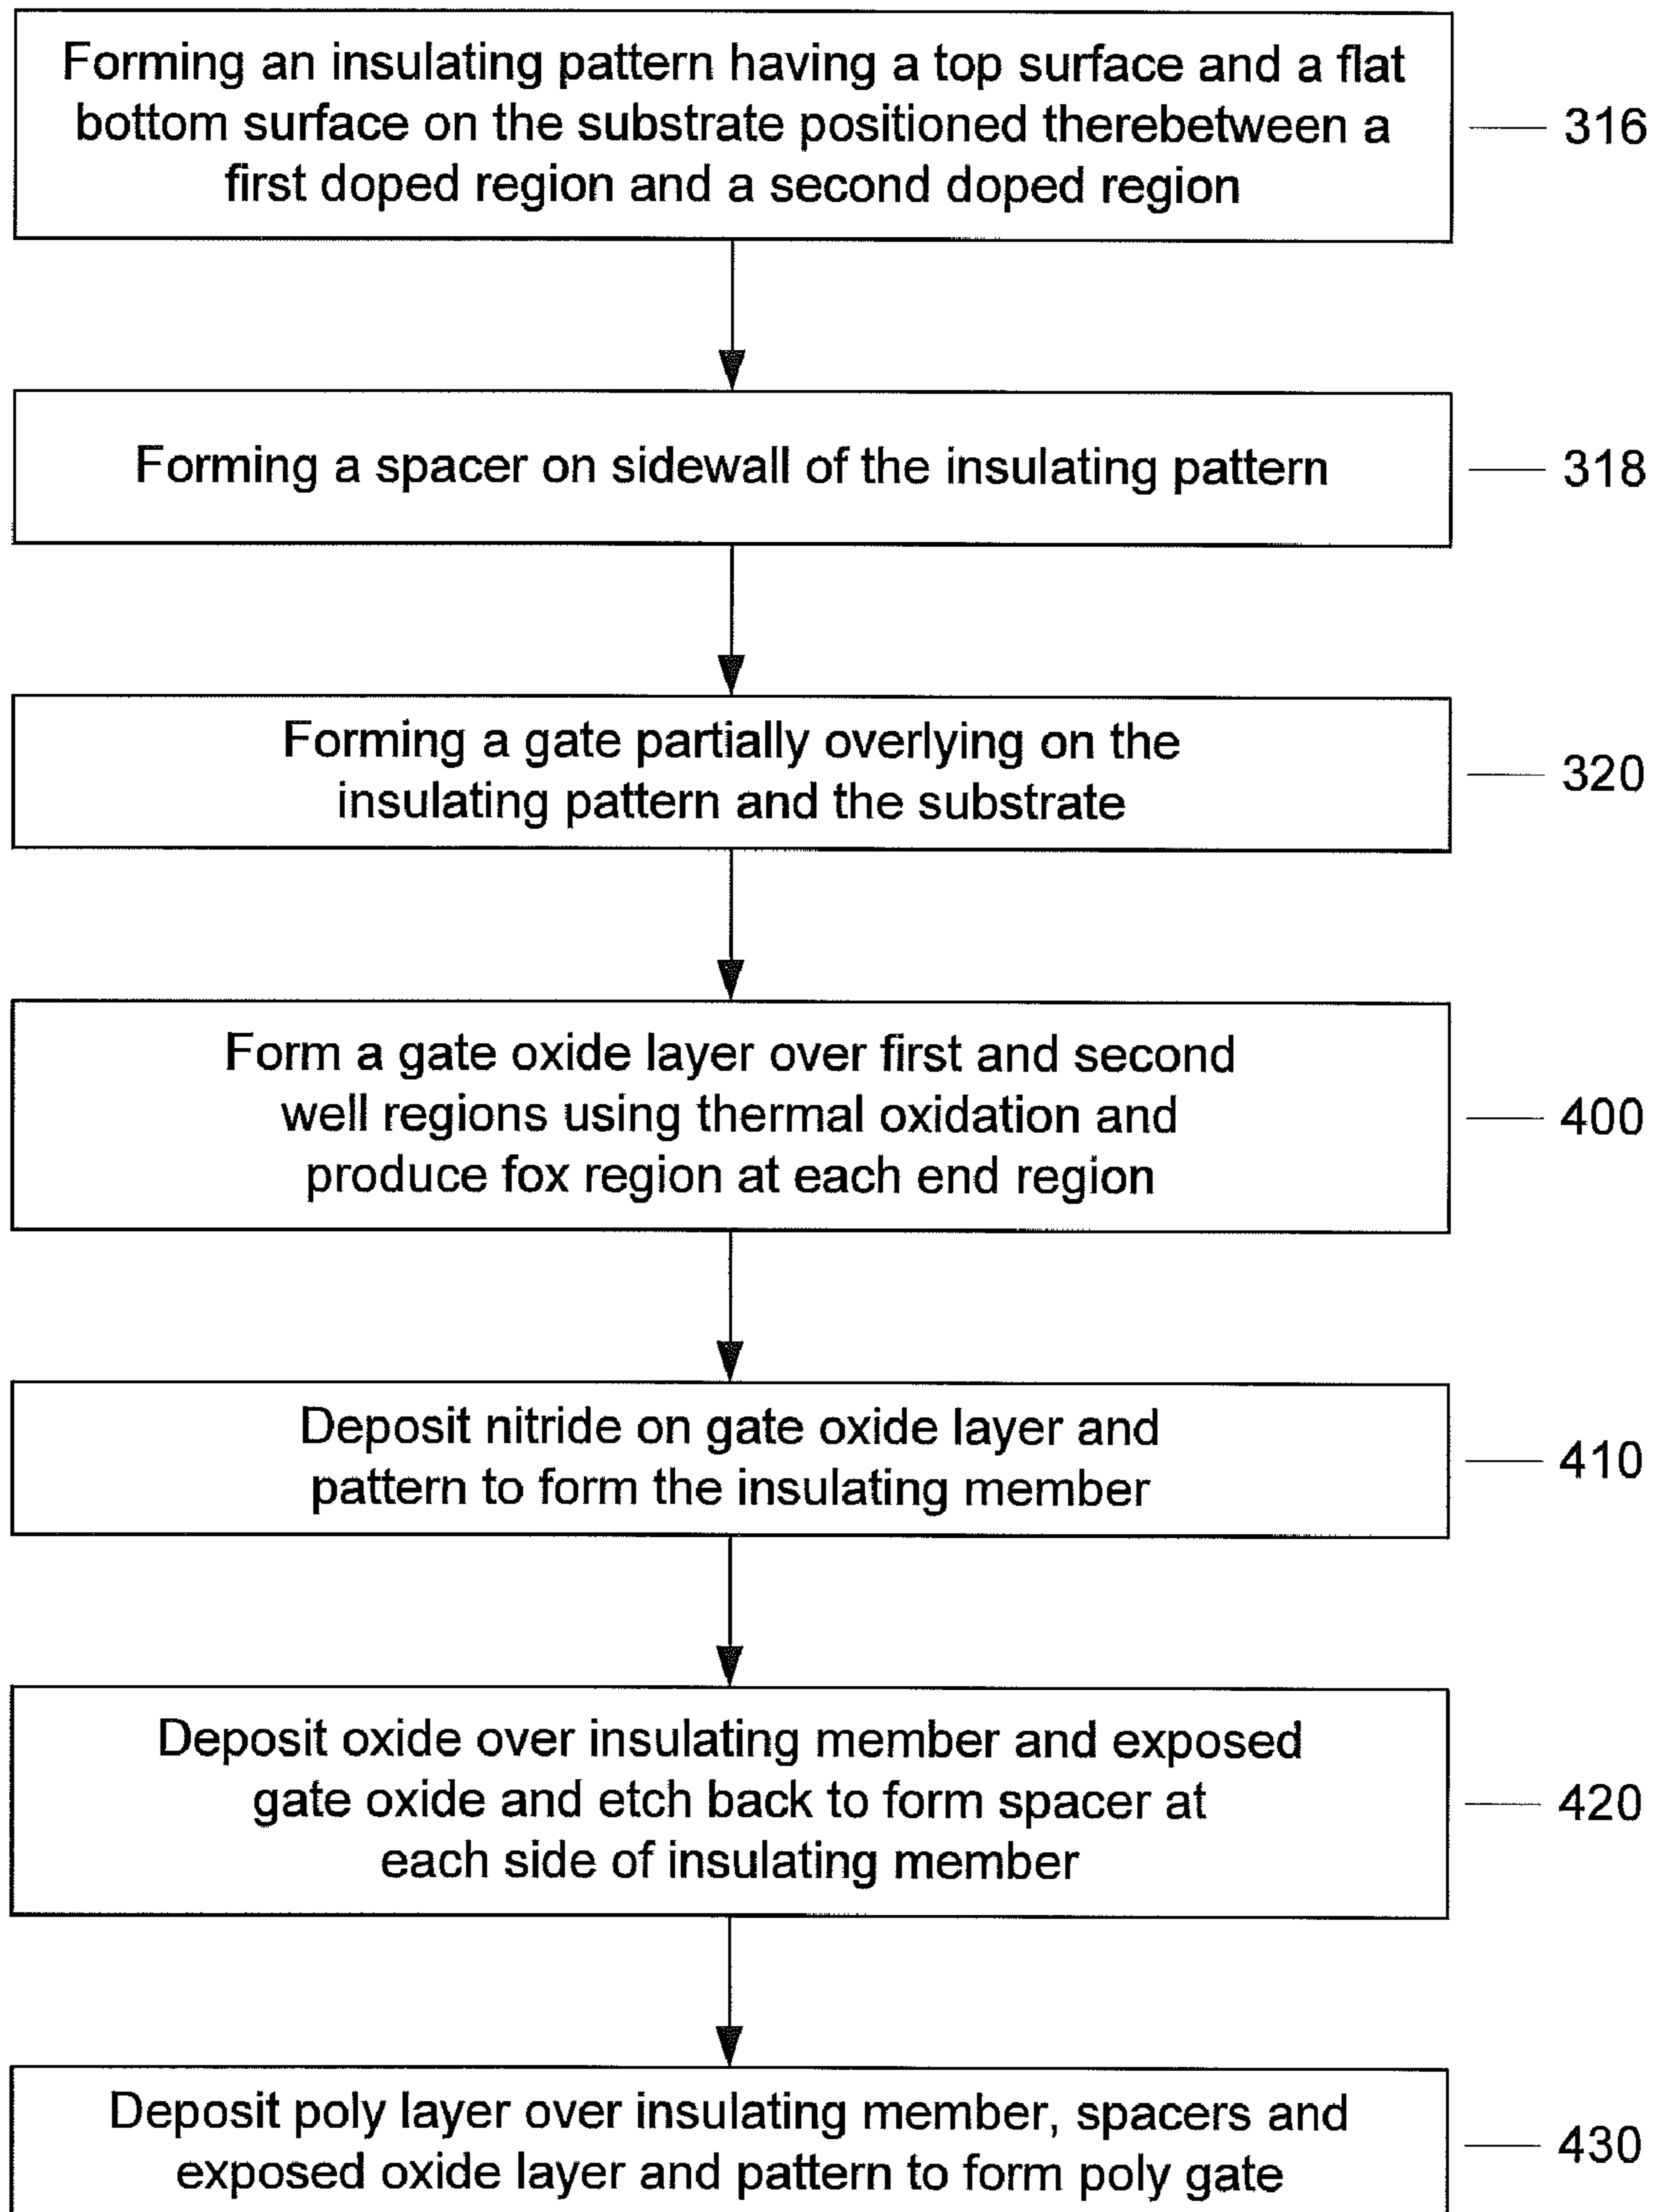 Forming an insulating pattern having a top surface and a flat
bottom surface on the substrate positioned therebetween a
first doped region and a second doped region
316
Forming a spacer on sidewall of the insulating pattern
318
Forming a gate partially overlying on the
insulating pattern and the substrate
320
Form a gate oxide layer over first and second
well regions using thermal oxidation and
produce fox region at each end region
400
Deposit nitride on gate oxide layer and
pattern to form the insulating member
410
Deposit oxide over insulating member and exposed
gate oxide and etch back to form spacer at
each side of insulating member
420
Deposit poly layer over insulating member, spacers and
exposed oxide layer and pattern to form poly gate
430